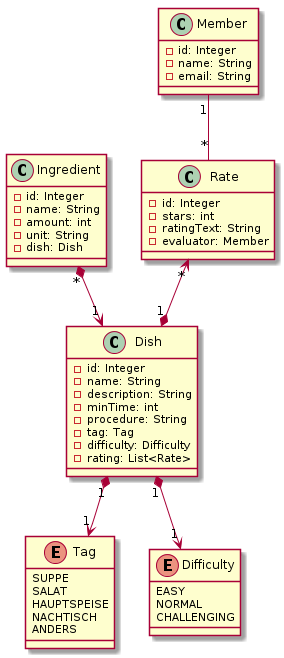 C Member
id: Integer
name: String
email: String
1
*
C Ingredient
id: Integer
name: String
amount: int
unit: String
dish: Dish
C Rate
id: Integer
stars: int
ratingText: String
evaluator: Member
*
*
1
1
C Dish
id: Integer
name: String
description: String
minTime: int
procedure: String
tag: Tag
difficulty: Difficulty
rating: List<Rate>
1
1
1
1
E Tag
SUPPE
SALAT
HAUPTSPEISE
NACHTISCH
ANDERS
E Difficulty
EASY
NORMAL
CHALLENGING